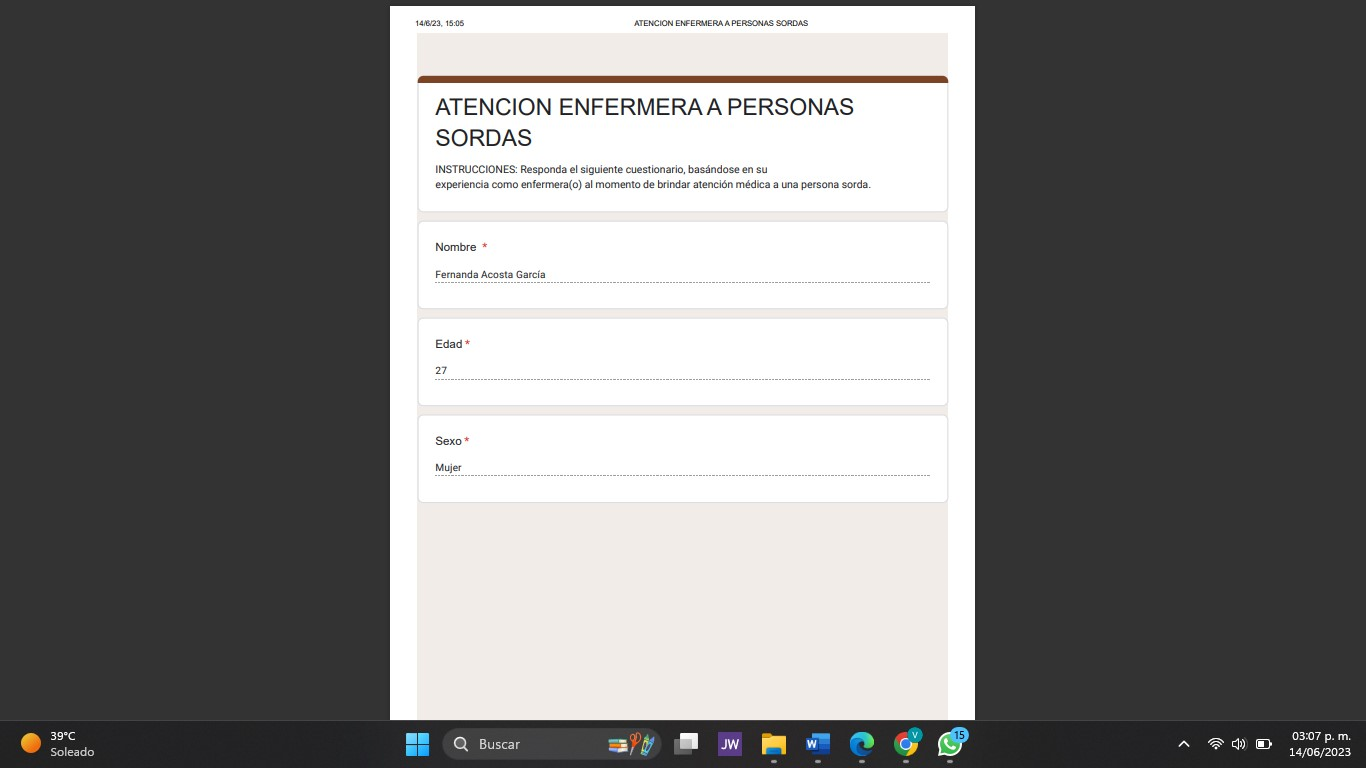 14/6/23, 15:05 ATENCION ENFERMERA A PERSONAS SORDAS
ATENCION ENFERMERA A PERSONAS
SORDAS
INSTRUCCIONES: Responda el siguiente cuestionario, basándose en su
experiencia como enfermera(o) al momento de brindar atención médica a una persona sorda.
Nombre *
Fernanda Acosta García
Edad *
27
Sexo *
Mujer
39°C
Soleado
Buscar
JW
W
V
15
03:07 p. m.
14/06/2023